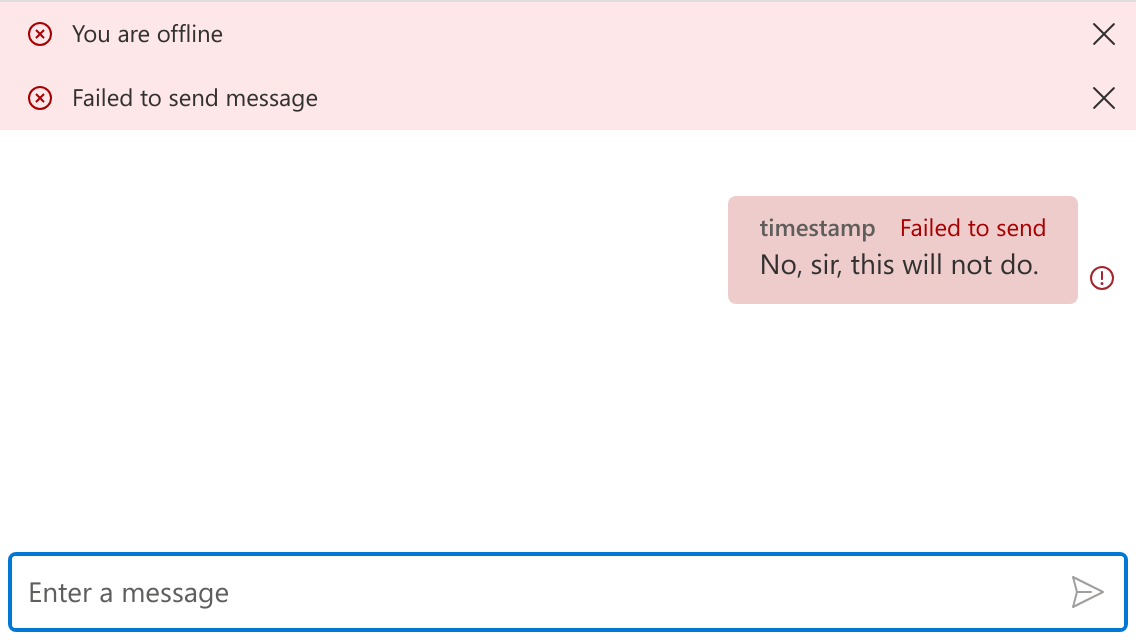 You are offline
Failed to send message
timestamp Failed to send
No, sir, this will not do.
Enter a message